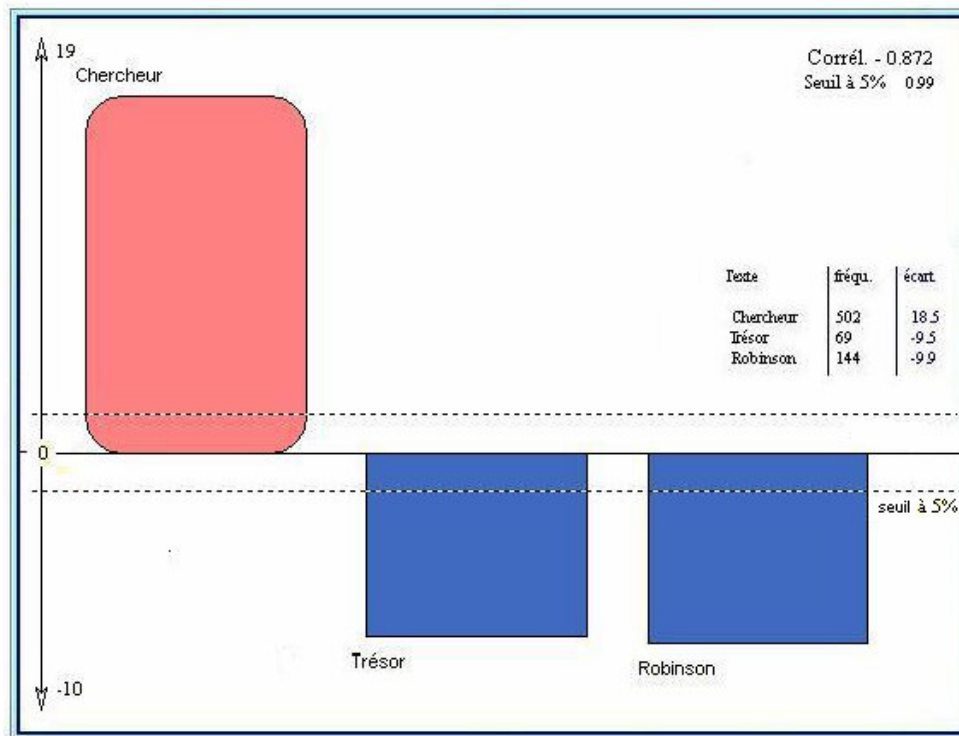 19
Chercheur
Corrél. - 0.872
Seuil à 5% 0.99
Texte fréqu. écart
Chercheur 502 18.5
Trésor 69 -9.5
Robinson 144 -9.9
0
seuil à 5%
Trésor
Robinson
-10